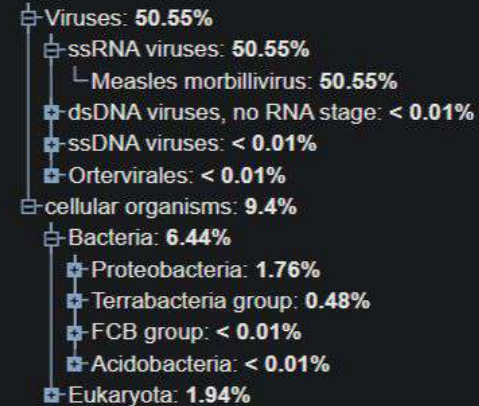 Viruses: 50.55%
ssRNA viruses: 50.55%
Measles morbillivirus: 50.55%
dsDNA viruses, no RNA stage: < 0.01%
ssDNA viruses: < 0.01%
Ortervirales: < 0.01%
cellular organisms: 9.4%
Bacteria: 6.44%
Proteobacteria: 1.76%
Terrabacteria group: 0.48%
FCB group: < 0.01%
Acidobacteria: < 0.01%
Eukaryota: 1.94%